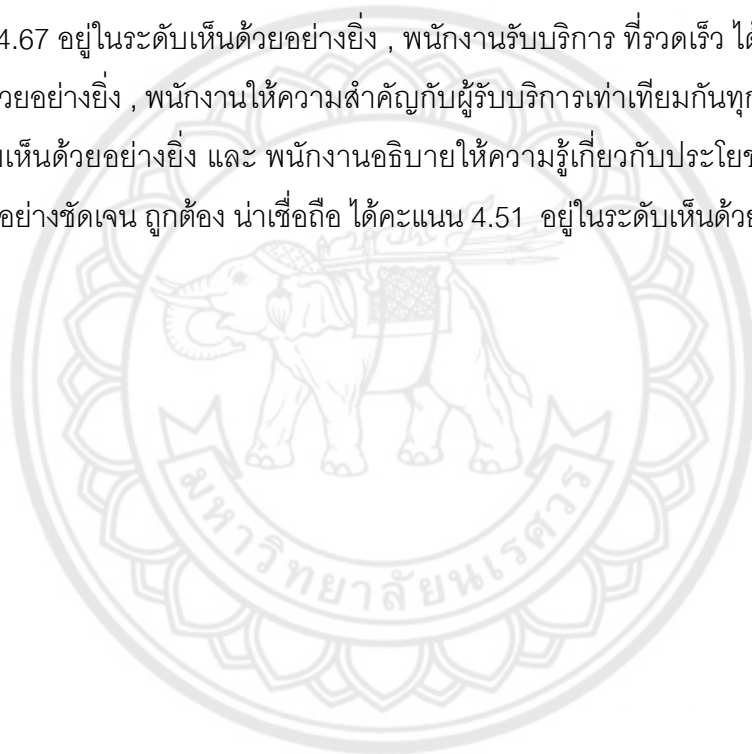 4.67 อยู่ในระดับเห็นด้วยอย่างยิ่ง , พนักงานรับบริการ ที่รวดเร็ว ได้
วยอย่างยิ่ง , พนักงานให้ความสำคัญกับผู้รับบริการเท่าเทียมกันทุก
เห็นด้วยอย่างยิ่ง และ พนักงานอธิบายให้ความรู้เกี่ยวกับประโยช
อย่างชัดเจน ถูกต้อง น่าเชื่อถือ ได้คะแนน 4.51 อยู่ในระดับเห็นด้วย
มหาวิทยาลัยนเรศวร